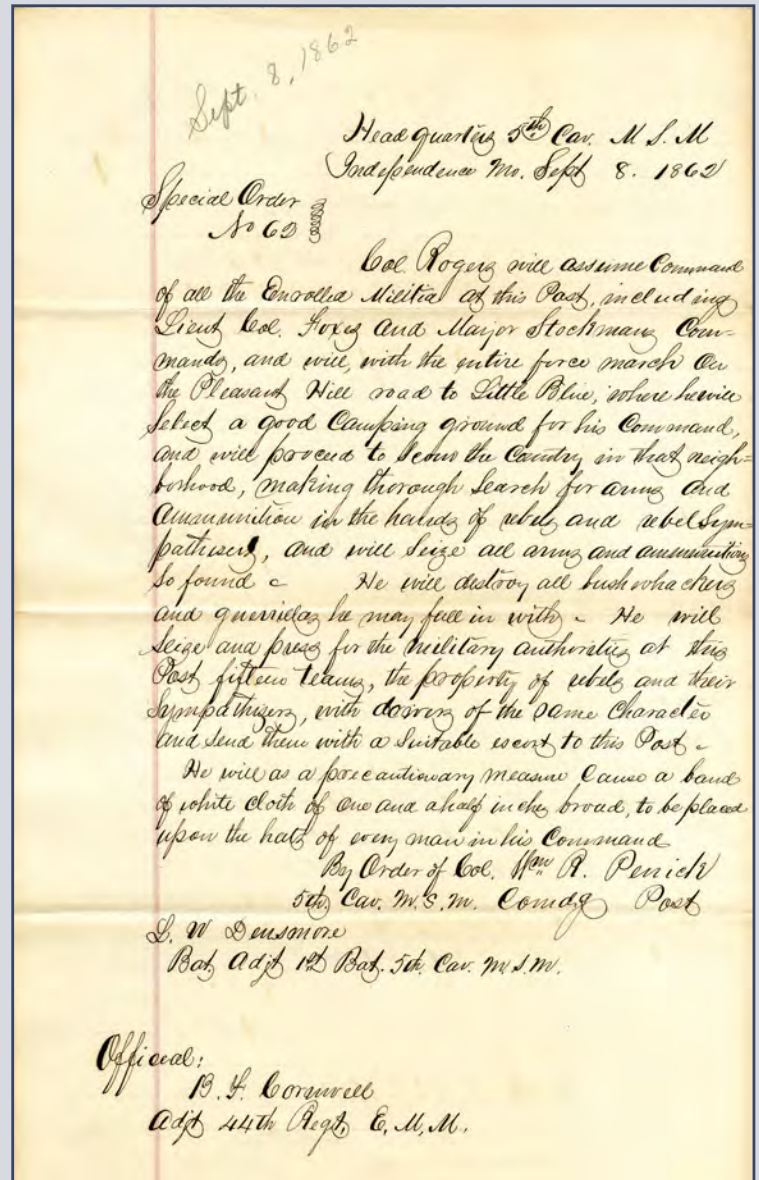 Sept. 8, 1862
Head quarters 5th Cav. M S. M
Independence Mo. Sept 8. 1862
Special Order
No 62
Col. Rogers will assume Command
of all the Enrolled Militia at this Post, including
Lieut Col. Foxes and Major Stockmans Com-
mands, and will, with the entire force march on
the Pleasant Hill road to Little Blue, where he will
Select a good Camping ground for his Command,
and will proceed to Scour the Country in that neigh=
borhood, making thorough Search for arms and
Ammunition in the hands of rebels and rebel Sym=
pathisers, and will Seize all arms and ammunition
So found – He will destroy all bushwhackers
and guerrillas he may fall in with – He will
Seize and press for the military authorities at this
Post fifteen teams, the property of rebels and their
Sympathizers, with drivers of the same Character
and Send them with a Suitable escort to this Post –
He will as a precautionary measure Cause a band
of white cloth of one and a half inches broad, to be placed
upon the hats of every man in his Command
By Order of Col. Wm R. Penick
5th, Cav. M. S. M. Comdg Post
L. W Densmore
Bat Adjt 1st Bat. 5th. Cav. M. S. M.
Official:
B. F. Cornwell
Adjt 44th Regt, E. M, M.